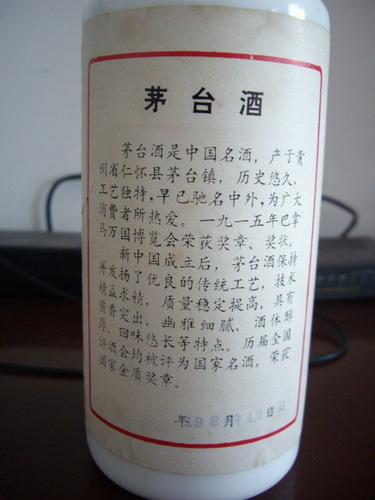 茅台酒
茅台酒是中国名酒，产于贵
州省仁怀县茅台镇，历史悠久，
工艺独特，早已驰名中外，为广大
消费者所热爱。一九一五年巴拿
马万国博览会荣获奖章、奖状。
新中国成立后，茅台酒保持
并发扬了优良的传统工艺，技术
精益求精，质量稳定提高，具有
酱香突出，幽雅细腻、酒体醇
厚，回味悠长等特点。历届全国
评酒会均被评为国家名酒，荣获
国家金质奖章。
年 月 日